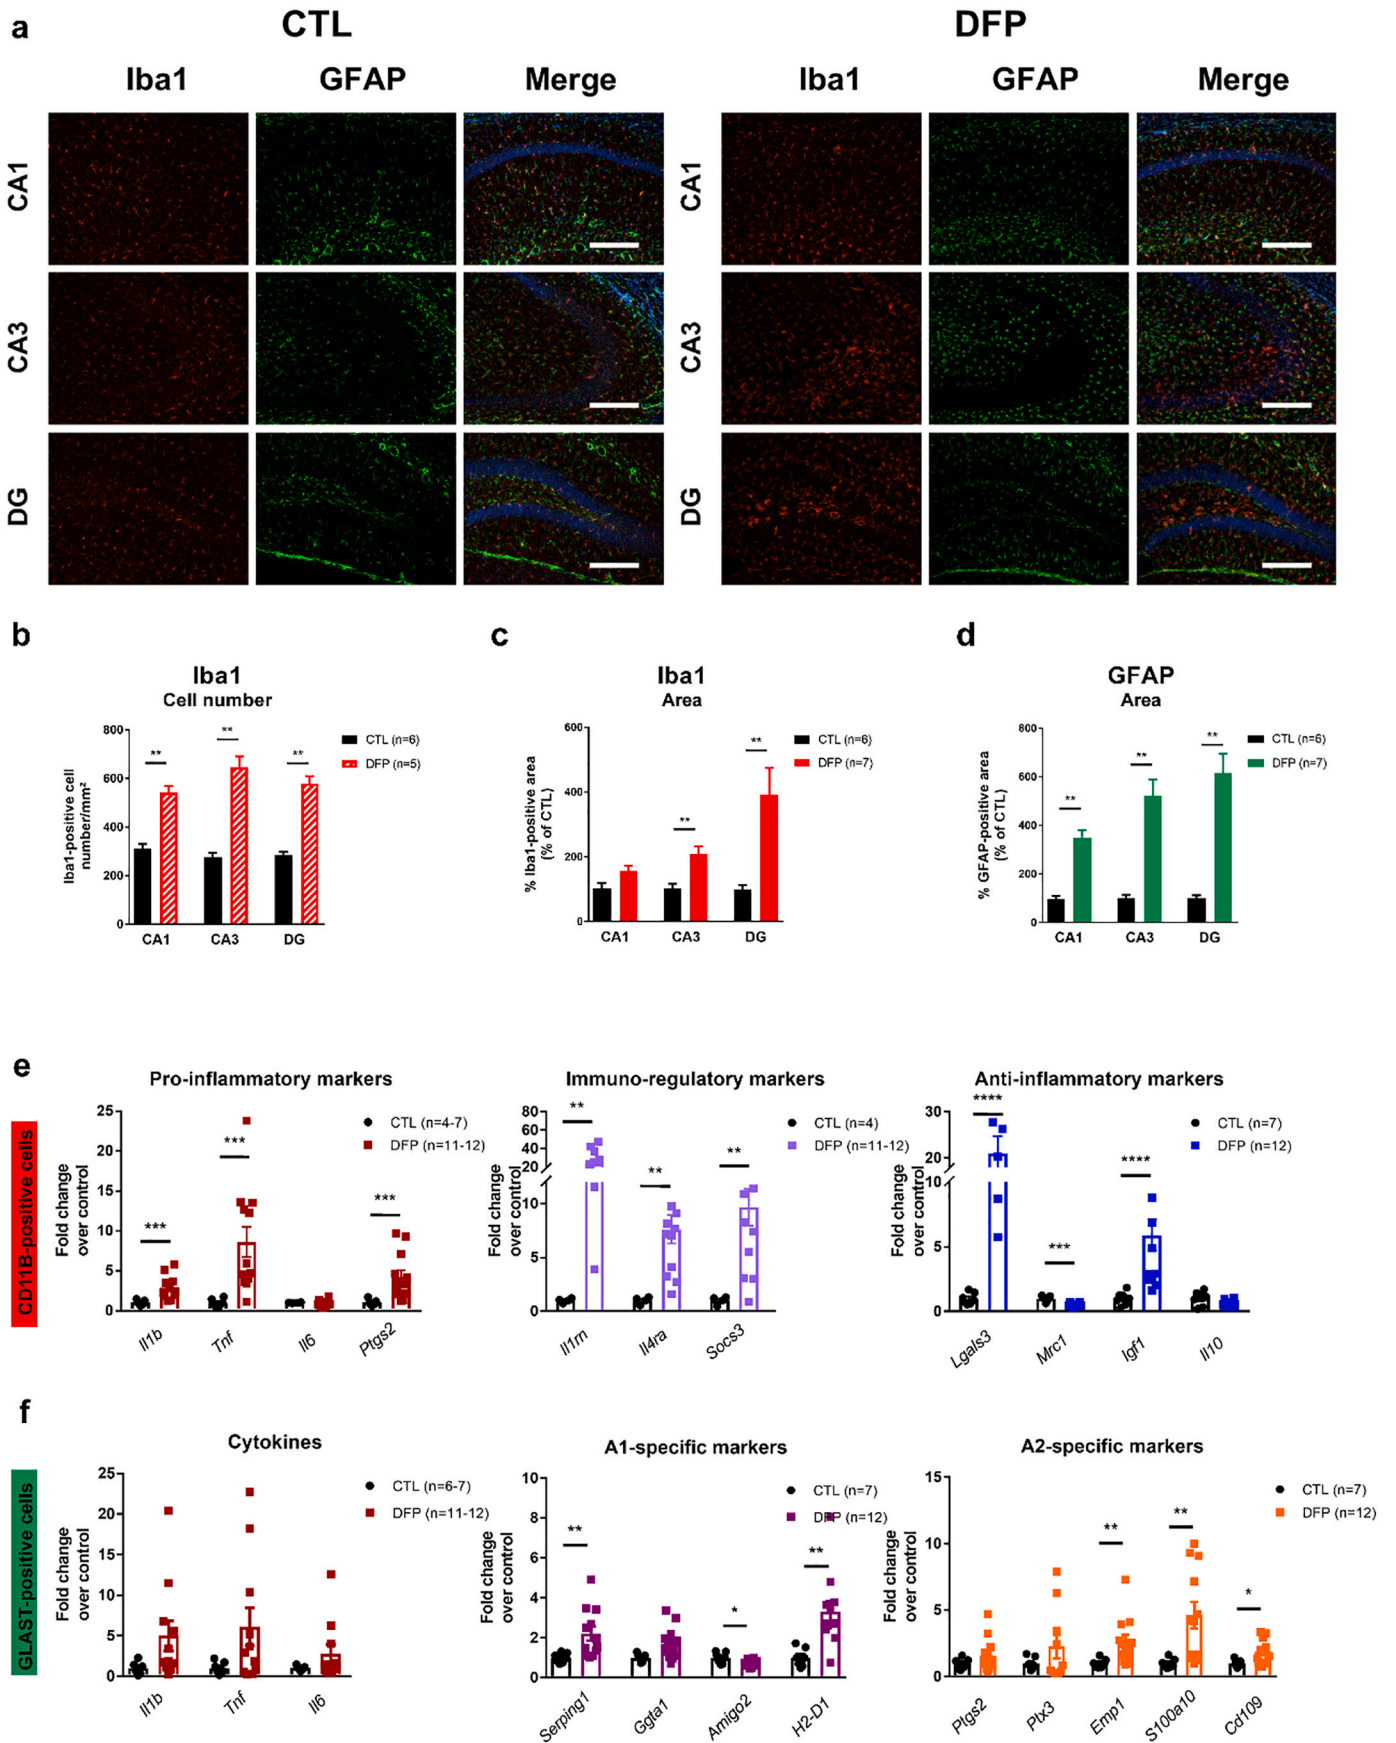 a
CTL
DFP
Iba1 GFAP Merge
Iba1 GFAP Merge
CA1
CA1
CA3
CA3
DG
DG
b
Iba1
Cell number
Iba1-positive cell
number/mm²
800
600
400
200
0
**
**
**
CA1 CA3 DG
CTL (n=6)
DFP (n=5)
c
Iba1
Area
% Iba1-positive area
(% of CTL)
600
400
200
0
**
**
CA1 CA3 DG
CTL (n=6)
DFP (n=7)
d
GFAP
Area
% GFAP-positive area
(% of CTL)
800
600
400
200
0
**
**
**
CA1 CA3 DG
CTL (n=6)
DFP (n=7)
e
CD11B-positive cells
Pro-inflammatory markers
Fold change
over control
25
20
15
10
5
0
***
***
***
Il1b Tnf Il6 Ptgs2
CTL (n=4-7)
DFP (n=11-12)
Immuno-regulatory markers
Fold change
over control
80
60
40
20
10
5
0
**
**
**
Il1rn Il4ra Socs3
CTL (n=4)
DFP (n=11-12)
Anti-inflammatory markers
Fold change
over control
30
20
10
5
0
****
***
****
Lgals3 Mrc1 Igf1 Il10
CTL (n=7)
DFP (n=12)
f
GLAST-positive cells
Cytokines
Fold change
over control
25
20
15
10
5
0
Il1b Tnf Il6
CTL (n=6-7)
DFP (n=11-12)
A1-specific markers
Fold change
over control
10
8
6
4
2
0
**
*
**
Serping1 Ggta1 Amigo2 H2-D1
CTL (n=7)
DFP (n=12)
A2-specific markers
Fold change
over control
15
10
5
0
**
**
*
Ptgs2 Ptx3 Emp1 S100a10 Cd109
CTL (n=7)
DFP (n=12)